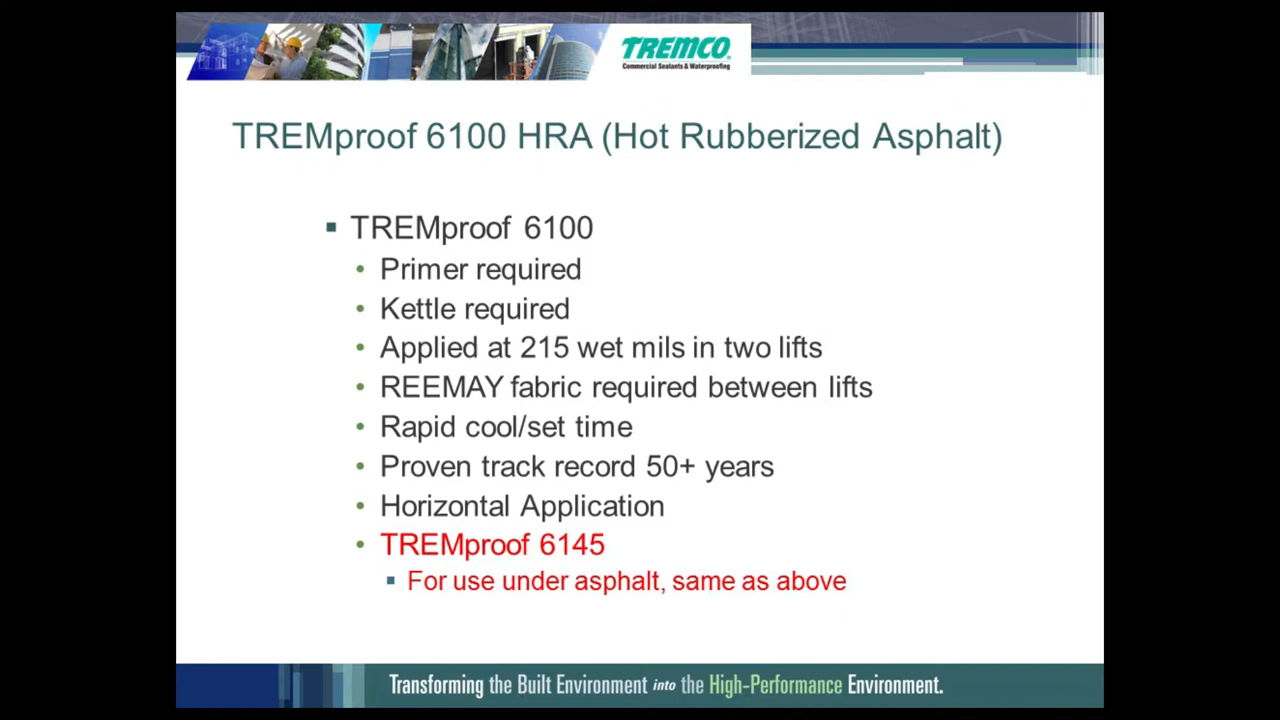 TREMCO
Commercial Sealants & Waterproofing
TREMproof 6100 HRA (Hot Rubberized Asphalt)
TREMproof 6100
Primer required
Kettle required
Applied at 215 wet mils in two lifts
REEMAY fabric required between lifts
Rapid cool/set time
Proven track record 50+ years
Horizontal Application
TREMproof 6145
For use under asphalt, same as above
Transforming the Built Environment into the High-Performance Environment.